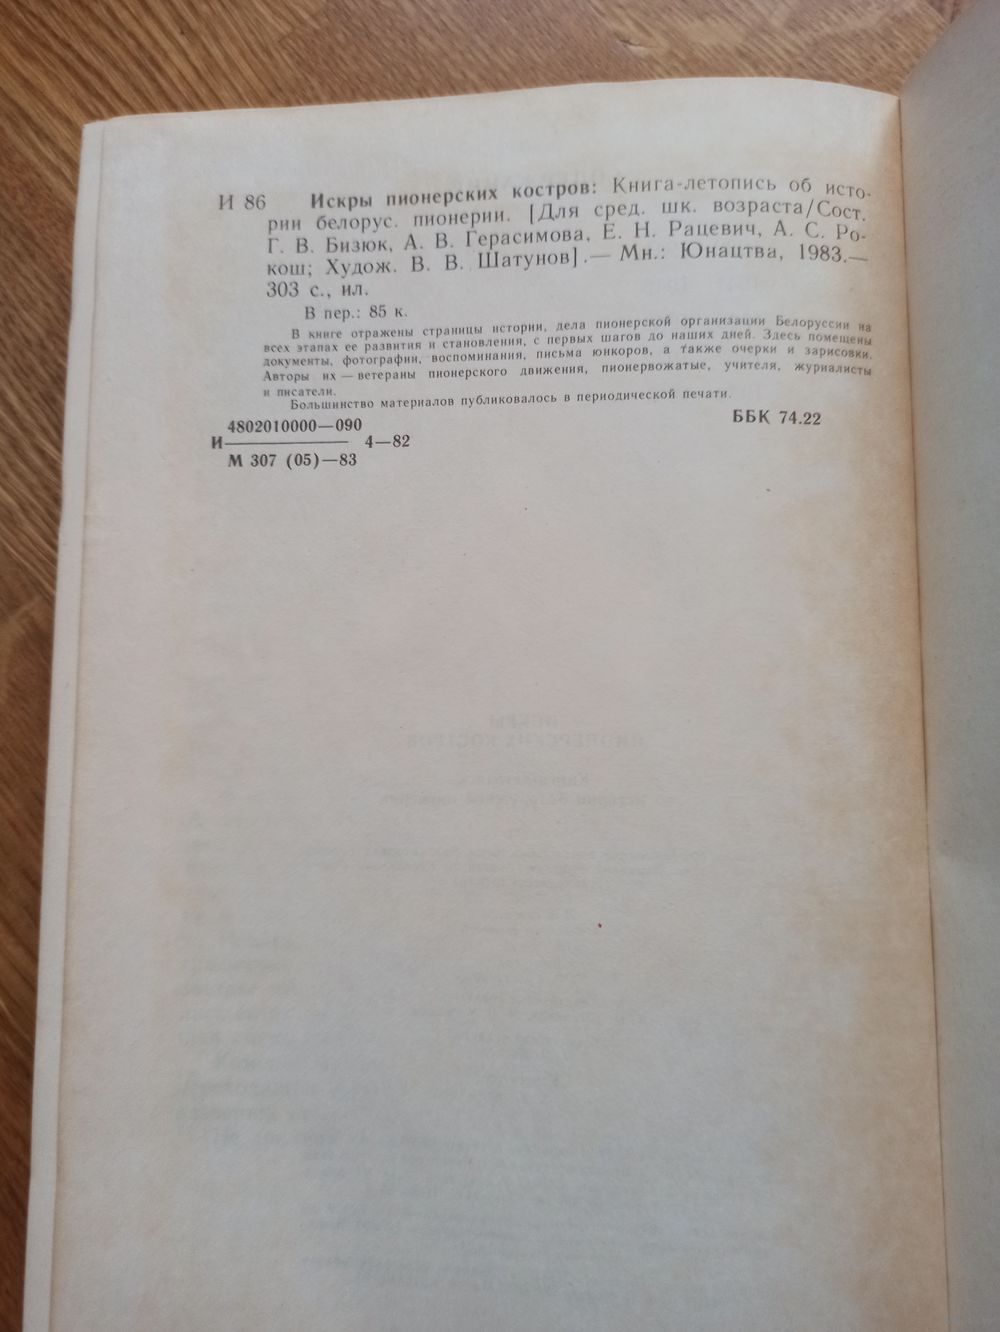 И 86 Искры пионерских костров: Книга-летопись об исто-
рии белорус. пионерии. [Для сред. шк. возраста/Сост.
Г. В. Бизюк, А. В. Герасимова, Е. Н. Рацевич, А. С. Ро-
кош; Худож. В. В. Шатунов].— Мн.: Юнацтва, 1983.—
303 с., ил.
В пер.: 85 к.
В книге отражены страницы истории, дела пионерской организации Белоруссии на
всех этапах ее развития и становления, с первых шагов до наших дней. Здесь помещены
документы, фотографии, воспоминания, письма юнкоров, а также очерки и зарисовки.
Авторы их — ветераны пионерского движения, пионервожатые, учителя, журналисты
и писатели.
Большинство материалов публиковалось в периодической печати.
4802010000—090
И 4—82
М 307 (05)—83
ББК 74.22